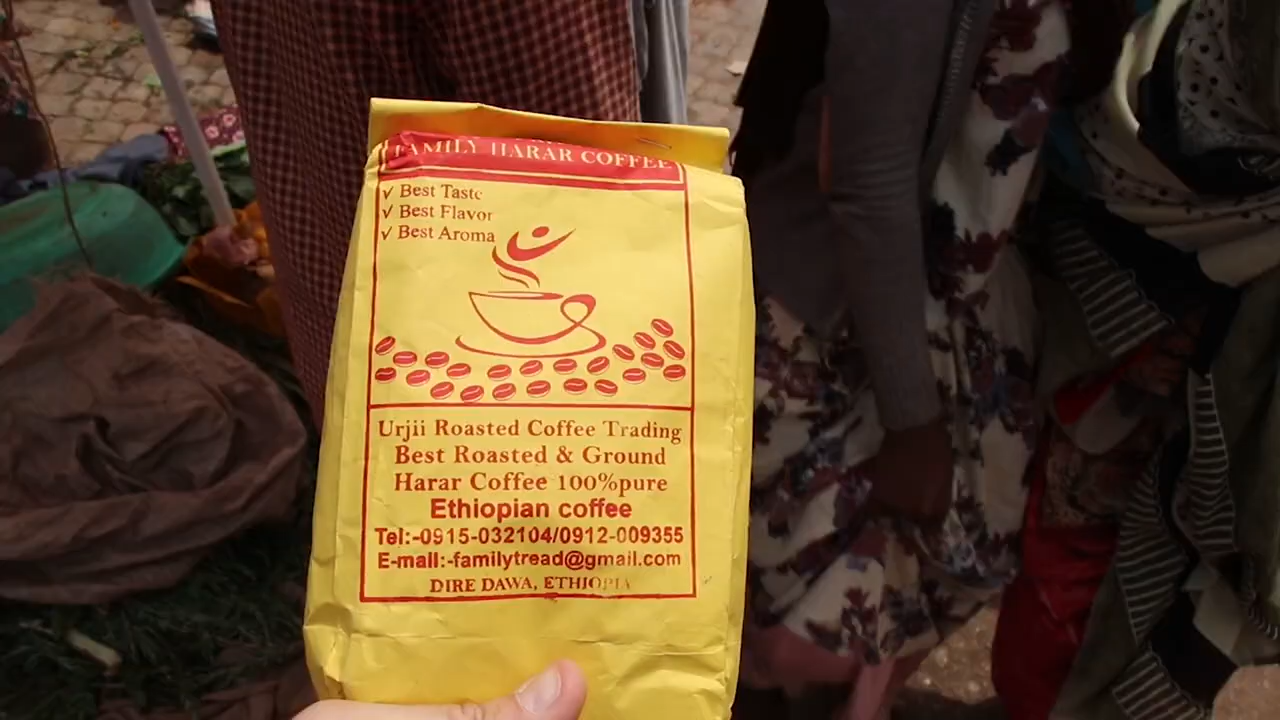 FAMILY HARAR COFFEE
√ Best Taste
√ Best Flavor
√ Best Aroma
Urjii Roasted Coffee Trading
Best Roasted & Ground
Harar Coffee 100%pure
Ethiopian coffee
Tel:-0915-032104/0912-009355
E-mail:-familytread@gmail.com
DIRE DAWA, ETHIOPIA